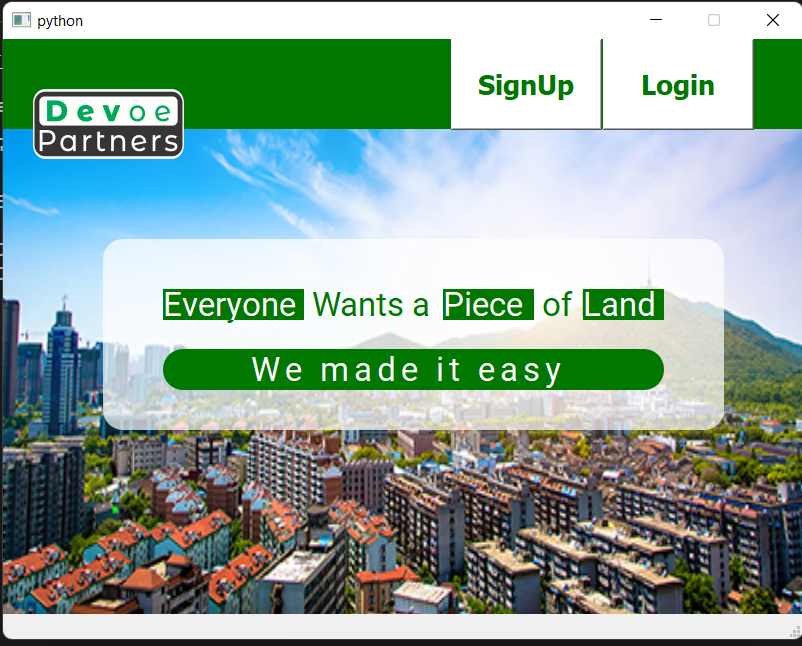 python
SignUp Login
Devoe
Partners
Everyone Wants a Piece of Land
We made it easy